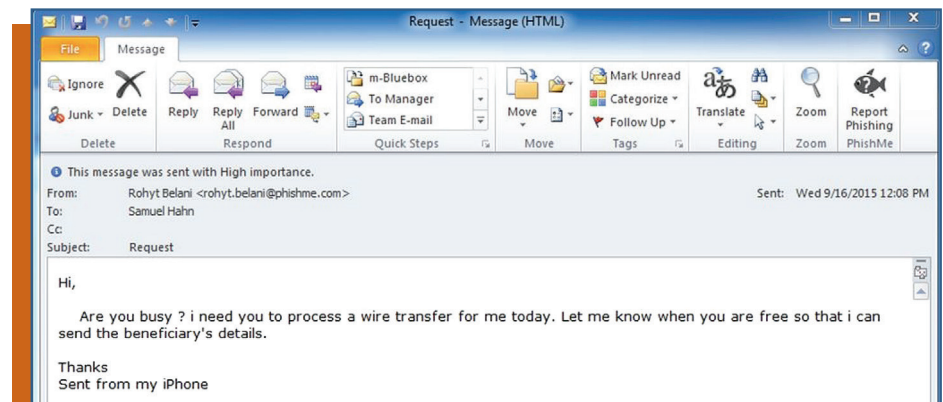 Request - Message (HTML)
File Message
Ignore
Junk
Delete
Reply
Reply All
Forward
m-Bluebox
To Manager
Team E-mail
Move
Mark Unread
Categorize
Follow Up
Translate
Zoom
Report Phishing
Delete Respond Quick Steps Move Tags Editing Zoom PhishMe
This message was sent with High importance.
From: Rohyt Belani <rohyt.belani@phishme.com> Sent: Wed 9/16/2015 12:08 PM
To: Samuel Hahn
Cc:
Subject: Request
Hi,
Are you busy ? i need you to process a wire transfer for me today. Let me know when you are free so that i can
send the beneficiary's details.
Thanks
Sent from my iPhone